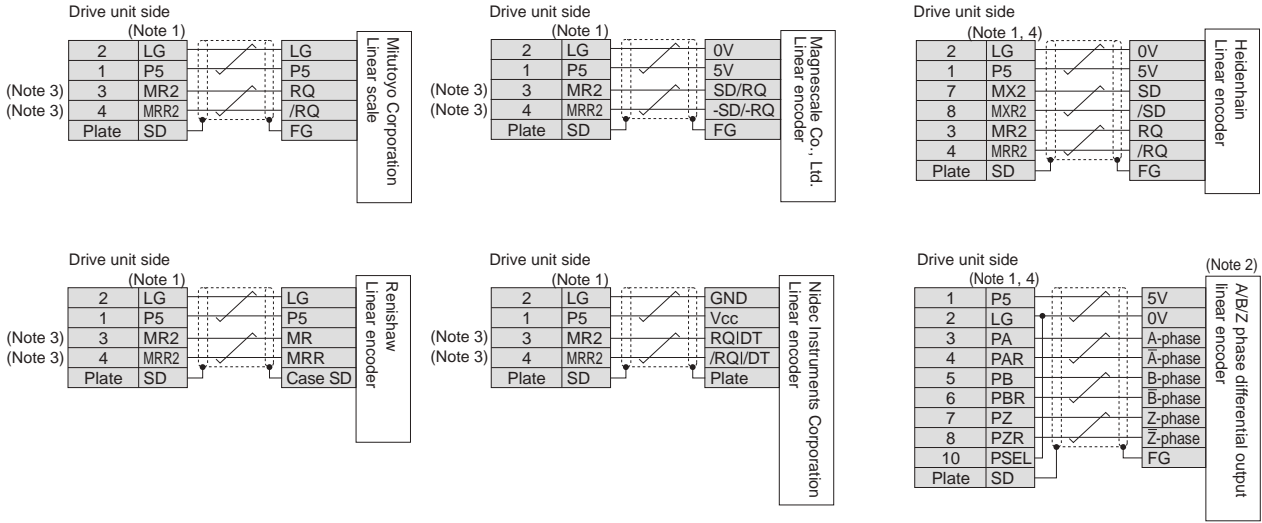 Drive unit side
(Note 1)
2 LG LG
1 P5 P5
(Note 3) 3 MR2 RQ
(Note 3) 4 MRR2 /RQ
Plate SD FG
Mitutoyo Corporation
Linear scale
Drive unit side
(Note 1)
2 LG 0V
1 P5 5V
(Note 3) 3 MR2 SD/RQ
(Note 3) 4 MRR2 -SD/-RQ
Plate SD FG
Magnescale Co., Ltd.
Linear encoder
Drive unit side
(Note 1, 4)
2 LG 0V
1 P5 5V
7 MX2 SD
8 MXR2 /SD
3 MR2 RQ
4 MRR2 /RQ
Plate SD FG
Heidenhain
Linear encoder
Drive unit side
(Note 1)
2 LG LG
1 P5 P5
(Note 3) 3 MR2 MR
(Note 3) 4 MRR2 MRR
Plate SD Case SD
Renishaw
Linear encoder
Drive unit side
(Note 1)
2 LG GND
1 P5 Vcc
(Note 3) 3 MR2 RQIDT
(Note 3) 4 MRR2 /RQI/DT
Plate SD Plate
Nidec Instruments Corporation
Linear encoder
Drive unit side
(Note 1, 4)
1 P5 5V
2 LG 0V
3 PA A-phase
4 PAR A̅-phase
5 PB B-phase
6 PBR B̅-phase
7 PZ Z-phase
8 PZR Z̅-phase
10 PSEL FG
Plate SD
(Note 2)
A/B/Z phase differential output
linear encoder